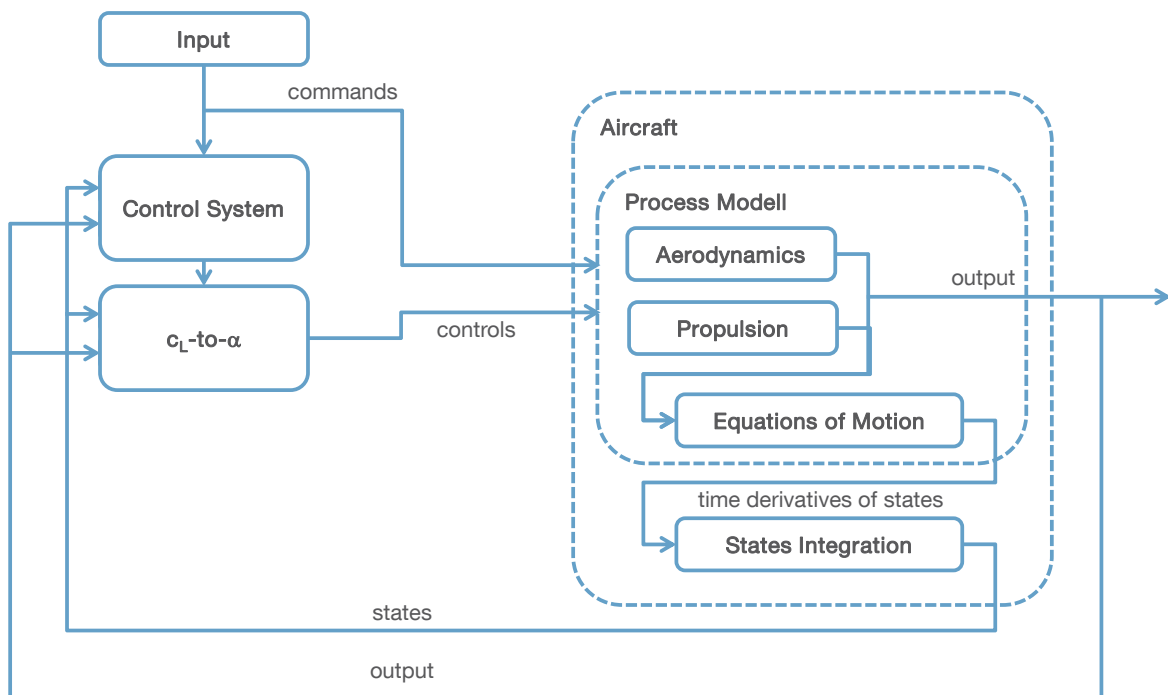 Input
commands
Aircraft
Control System
Process Modell
Aerodynamics
output
Propulsion
controls
cL-to-α
Equations of Motion
time derivatives of states
States Integration
states
output